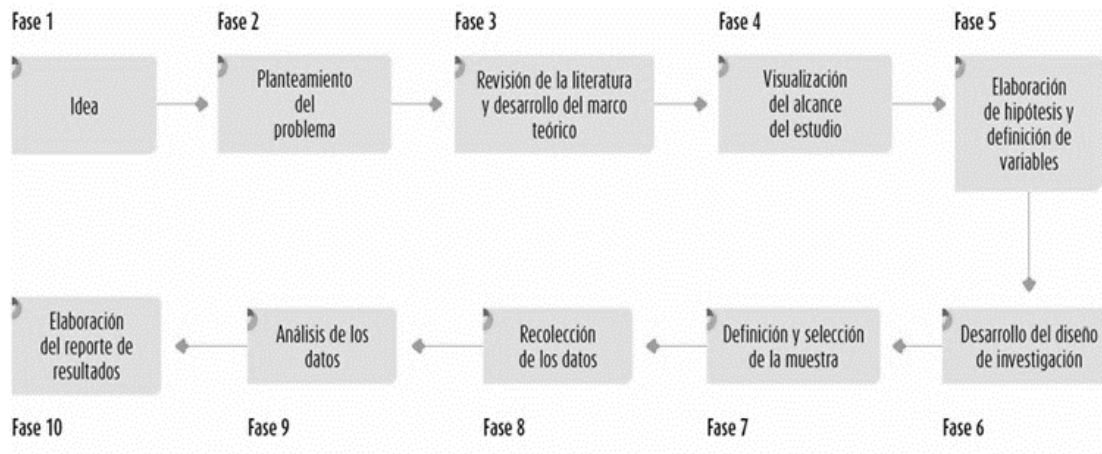 Fase 1
Idea
Fase 2
Planteamiento
del
problema
Fase 3
Revisión de la literatura
y desarrollo del marco
teórico
Fase 4
Visualización
del alcance
del estudio
Fase 5
Elaboración
de hipótesis y
definición de
variables
Desarrollo del diseño
de investigación
Fase 6
Definición y selección
de la muestra
Fase 7
Recolección
de los datos
Fase 8
Análisis de los
datos
Fase 9
Elaboración
del reporte de
resultados
Fase 10